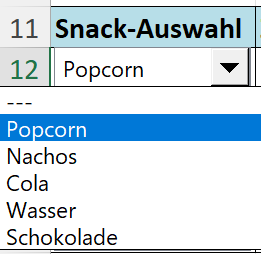 11 Snack-Auswahl
12 Popcorn
---
Popcorn
Nachos
Cola
Wasser
Schokolade